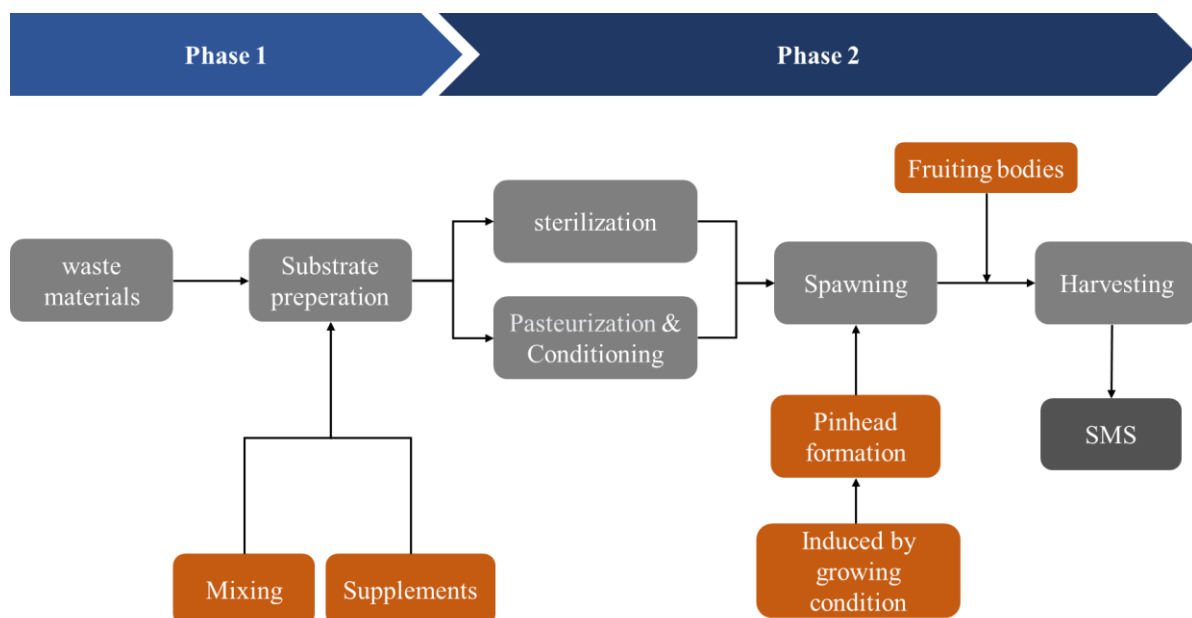 Phase 1
Phase 2
Fruiting bodies
waste
materials
Substrate
preperation
sterilization
Pasteurization &
Conditioning
Spawning
Harvesting
Pinhead
formation
SMS
Mixing
Supplements
Induced by
growing
condition